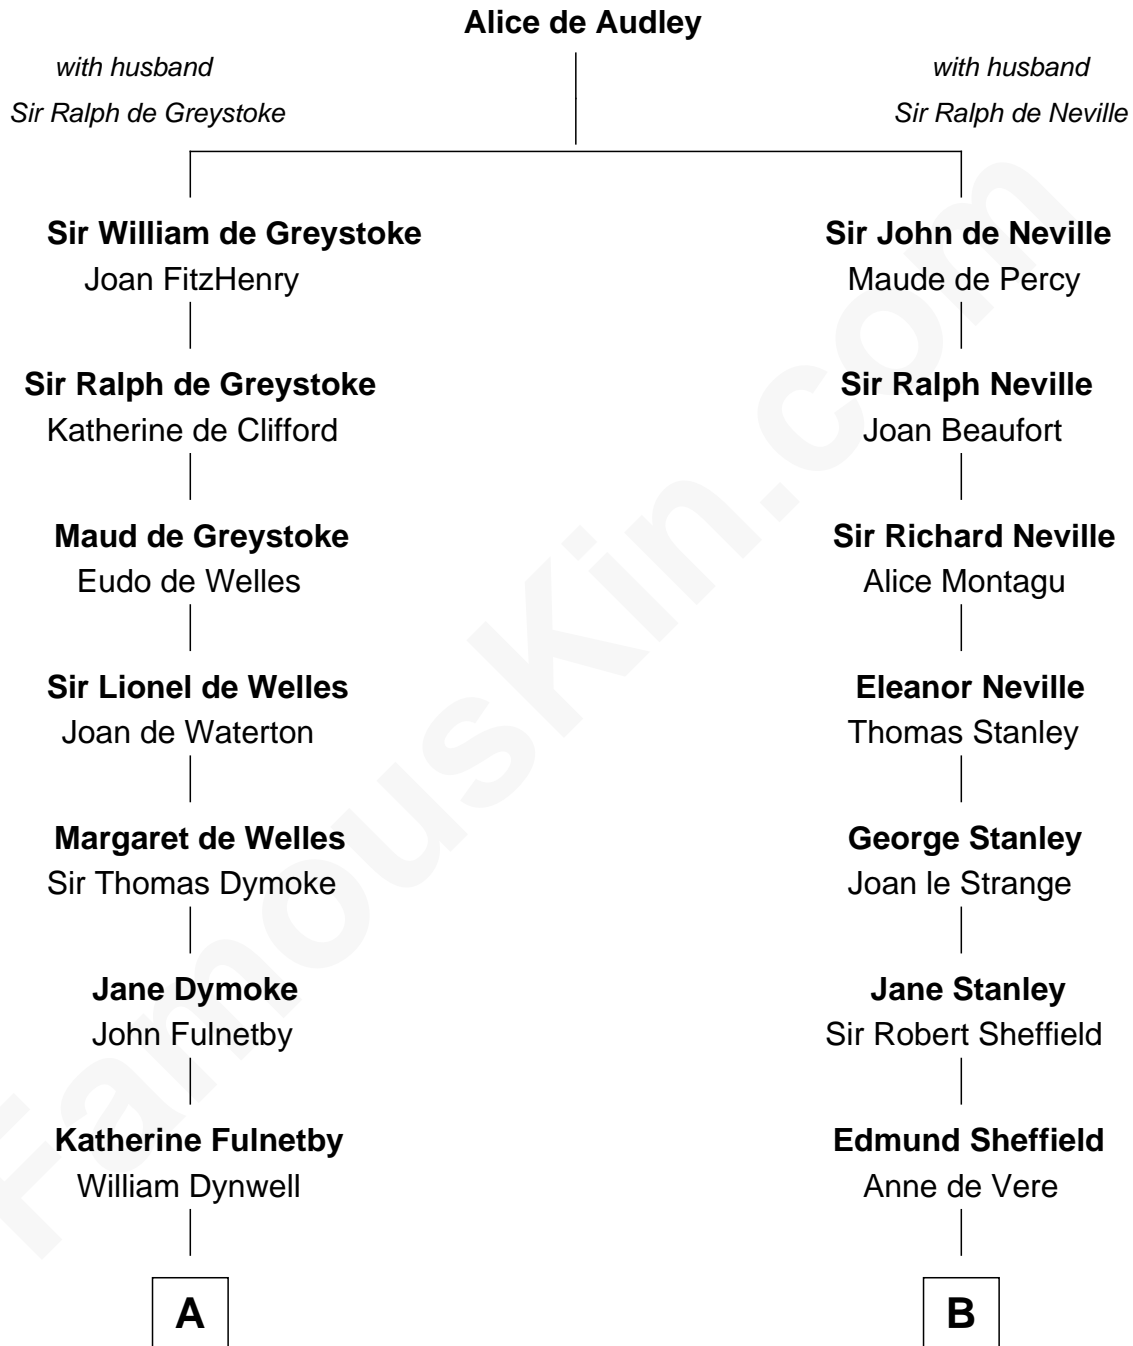 Alice de Audley
with husband
Sir Ralph de Greystoke
with husband
Sir Ralph de Neville
Sir William de Greystoke
Joan FitzHenry
Sir John de Neville
Maude de Percy
Sir Ralph de Greystoke
Katherine de Clifford
Sir Ralph Neville
Joan Beaufort
Maud de Greystoke
Eudo de Welles
Sir Richard Neville
Alice Montagu
Sir Lionel de Welles
Joan de Waterton
Eleanor Neville
Thomas Stanley
Margaret de Welles
Sir Thomas Dymoke
George Stanley
Joan le Strange
Jane Dymoke
John Fulnetby
Jane Stanley
Sir Robert Sheffield
Katherine Fulnetby
William Dynwell
Edmund Sheffield
Anne de Vere
A
B
FamousKin.com